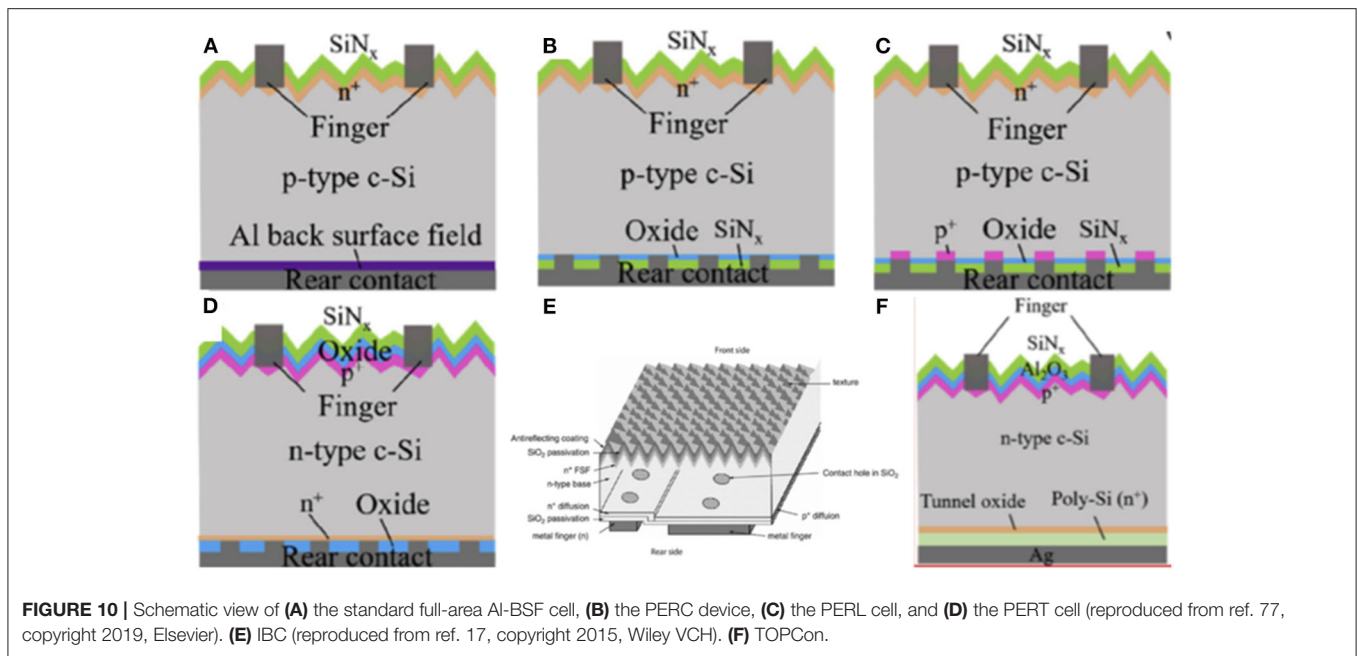 A
SiNx
n+
Finger
p-type c-Si
Al back surface field
Rear contact
B
SiNx
n+
Finger
p-type c-Si
Oxide SiNx
Rear contact
C
SiNx
n+
Finger
p-type c-Si
p+ Oxide SiNx
Rear contact
D
SiNx
Oxide
p+
Finger
n-type c-Si
n+ Oxide
Rear contact
E
Front side
texture
Antireflecting coating
SiO2 passivation
n+ FSF
n-type base
Contact hole in SiO2
n+ diffusion
SiO2 passivation
p+ diffuion
metal finger (n)
metal finger
Rear side
F
Finger
SiNx
Al2O3
p+
n-type c-Si
Tunnel oxide Poly-Si (n+)
Ag
FIGURE 10 | Schematic view of (A) the standard full-area Al-BSF cell, (B) the PERC device, (C) the PERL cell, and (D) the PERT cell (reproduced from ref. 77,
copyright 2019, Elsevier). (E) IBC (reproduced from ref. 17, copyright 2015, Wiley VCH). (F) TOPCon.